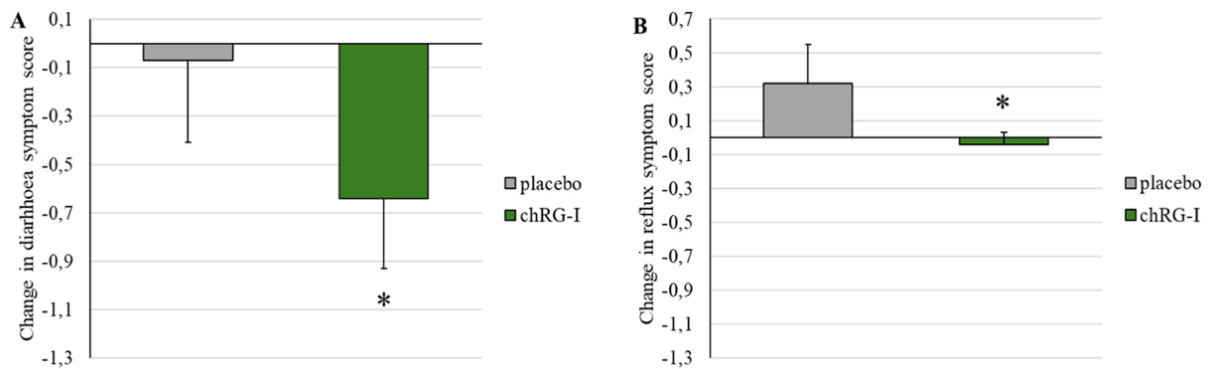 A
Change in diarhhoea symptom score
0,1
-0,1
-0,3
-0,5
-0,7
-0,9
-1,1
-1,3
*
placebo
chRG-I
B
Change in reflux symptom score
0,7
0,5
0,3
0,1
-0,1
-0,3
-0,5
-0,7
-0,9
-1,1
-1,3
*
placebo
chRG-I